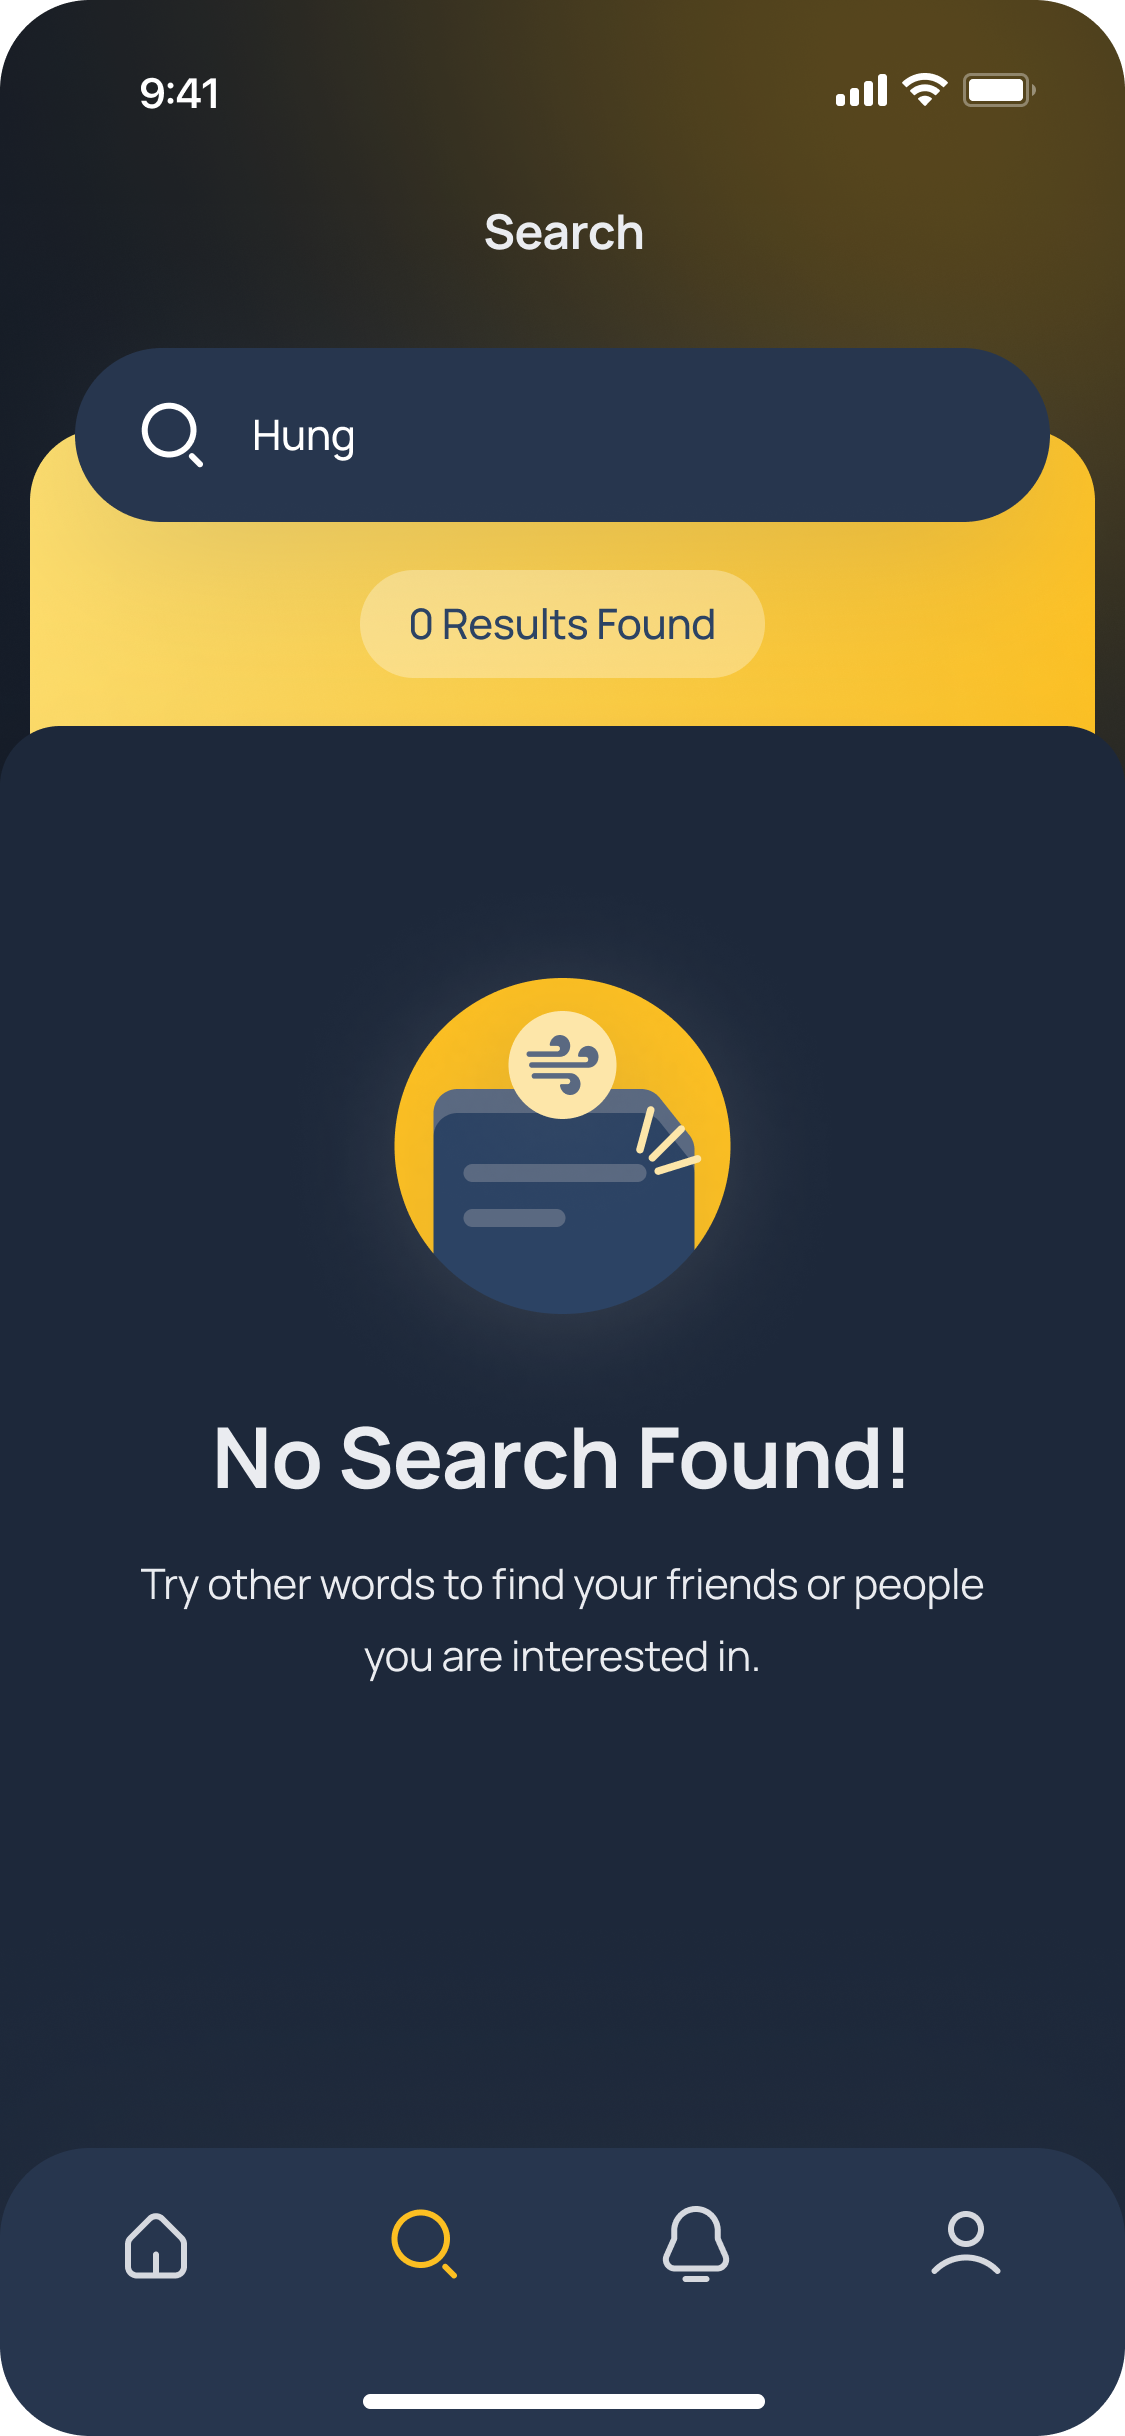 9:41
Search
Hung
0 Results Found
No Search Found!
Try other words to find your friends or people
you are interested in.